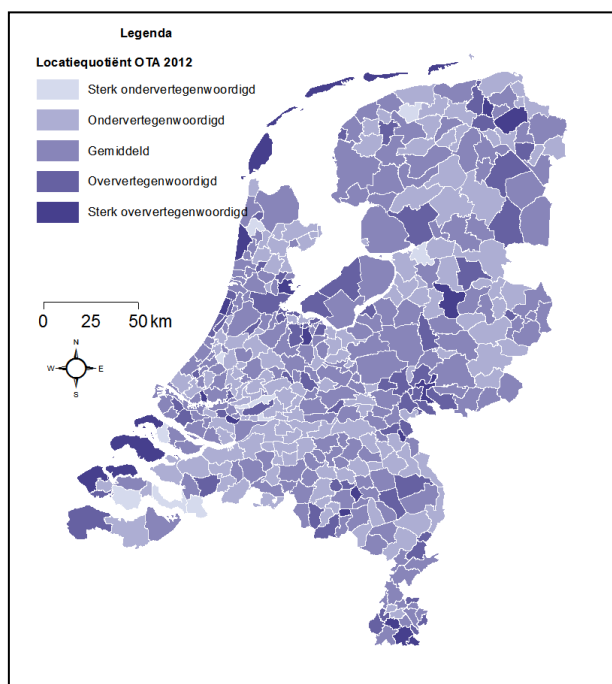 Legenda
Locatiequotiënt OTA 2012
Sterk ondervertegenwoordigd
Ondervertegenwoordigd
Gemiddeld
Oververtegenwoordigd
Sterk oververtegenwoordigd
0 25 50 km
N
W E
S